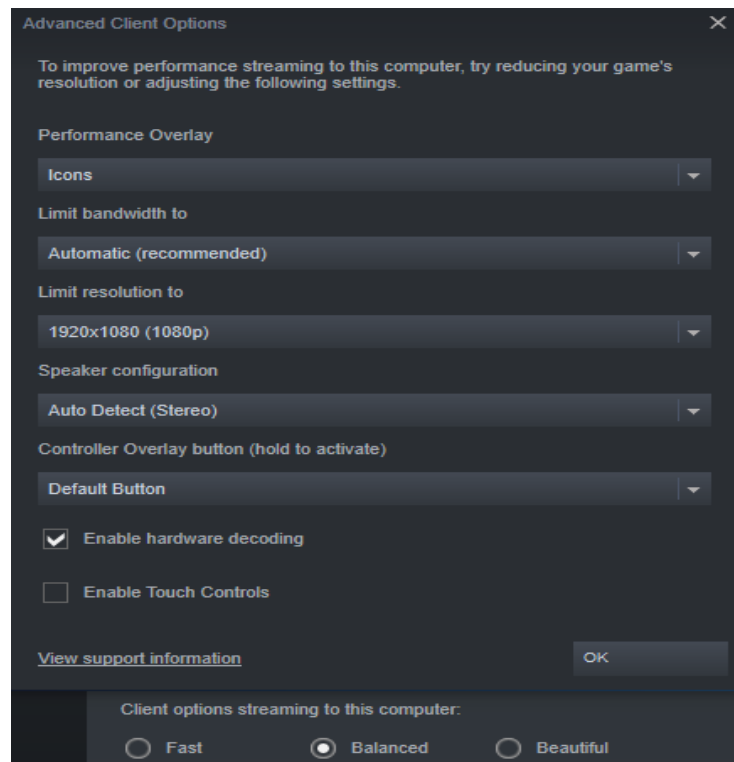 Advanced Client Options
To improve performance streaming to this computer, try reducing your game's
resolution or adjusting the following settings.
Performance Overlay
Icons
Limit bandwidth to
Automatic (recommended)
Limit resolution to
1920x1080 (1080p)
Speaker configuration
Auto Detect (Stereo)
Controller Overlay button (hold to activate)
Default Button
Enable hardware decoding
Enable Touch Controls
View support information OK
Client options streaming to this computer:
Fast Balanced Beautiful